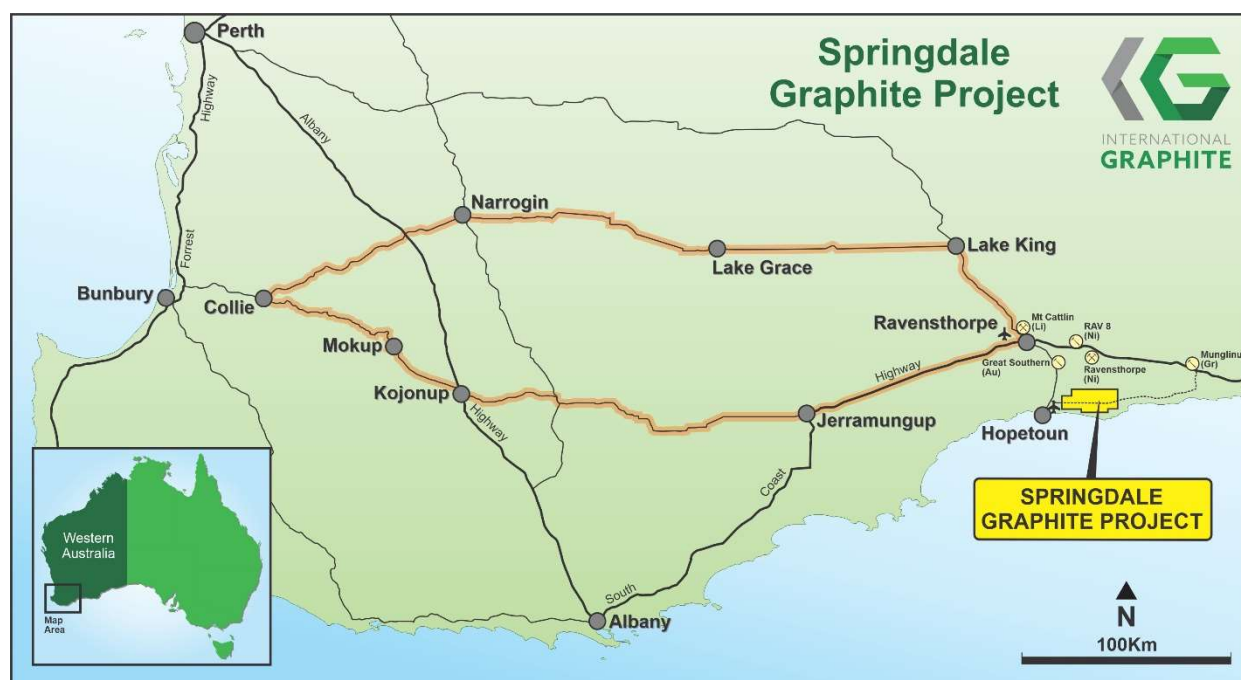 Perth
Springdale
Graphite Project
INTERNATIONAL
GRAPHITE
Highway
Albany
Narrogin
Lake King
Lake Grace
Forrest
Bunbury
Collie
Ravensthorpe
Mt Cattlin
(Li)
RAV 8
(Ni)
Mokup
Great Southern
(Au)
Ravensthorpe
(Ni)
Munglinup
(Gr)
Kojonup
Highway
Highway
Jerramungup
Hopetoun
SPRINGDALE
GRAPHITE PROJECT
Coast
South
Albany
Western
Australia
Map
Area
N
100Km